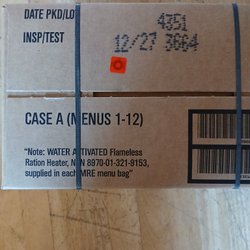 DATE PKD/LOT
4351
INSP/TEST
12/27 3664
CASE A (MENUS 1-12)
"Note: WATER ACTIVATED Flameless
Ration Heater, NSN 8970-01-321-9153,
supplied in each MRE menu bag"